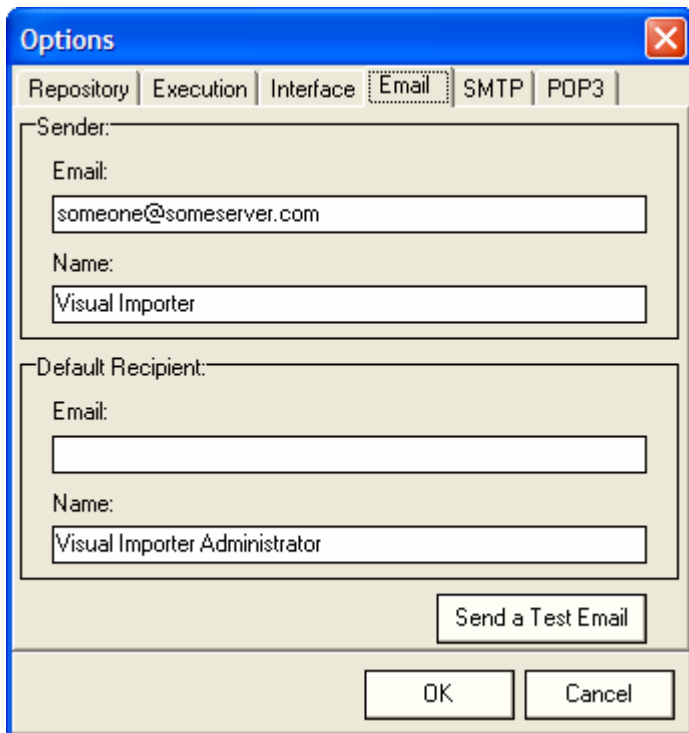 Options
Repository Execution Interface Email SMTP POP3
Sender:
Email:
someone@someserver.com
Name:
Visual Importer
Default Recipient:
Email:
Name:
Visual Importer Administrator
Send a Test Email
OK Cancel